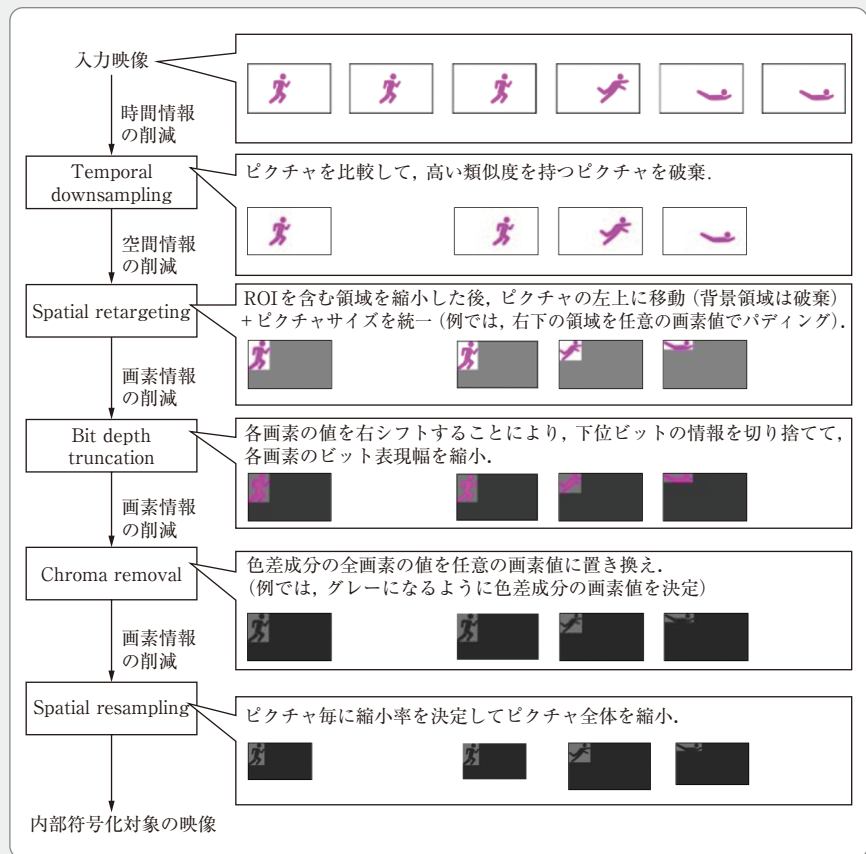 入力映像
時間情報
の削減
Temporal
downsampling
ピクチャを比較して,高い類似度を持つピクチャを破棄.
空間情報
の削減
Spatial retargeting
ROIを含む領域を縮小した後,ピクチャの左上に移動(背景領域は破棄)
+ピクチャサイズを統一(例では,右下の領域を任意の画素値でパディング).
画素情報
の削減
Bit depth
truncation
各画素の値を右シフトすることにより,下位ビットの情報を切り捨てて,
各画素のビット表現幅を縮小.
画素情報
の削減
Chroma removal
色差成分の全画素の値を任意の画素値に置き換え.
(例では,グレーになるように色差成分の画素値を決定)
画素情報
の削減
Spatial resampling
ピクチャ毎に縮小率を決定してピクチャ全体を縮小.
内部符号化対象の映像